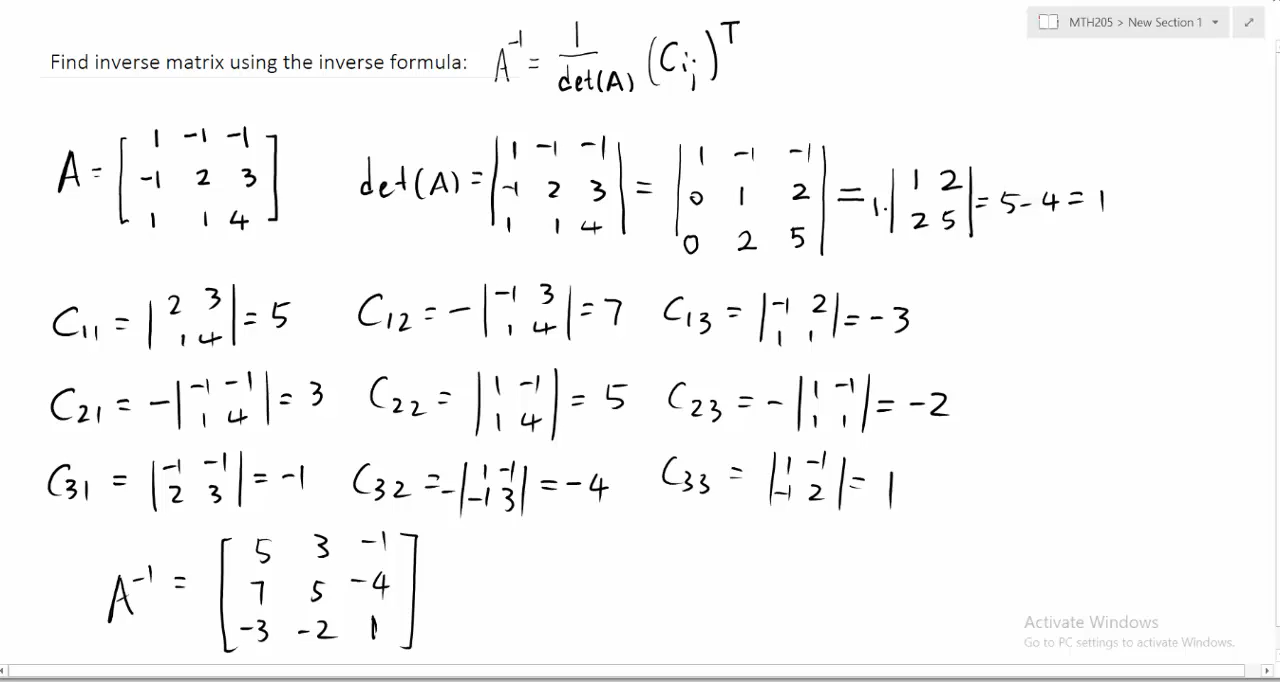 MTH205 > New Section 1
Find inverse matrix using the inverse formula: A⁻¹ = 1/det(A) (Cᵢⱼ)ᵀ
A = [1 -1 -1; -1 2 3; 1 1 4] det(A) = |1 -1 -1; -1 2 3; 1 1 4| = |1 -1 -1; 0 1 2; 0 2 5| = 1·|1 2; 2 5| = 5 - 4 = 1
C₁₁ = |2 3; 1 4| = 5 C₁₂ = -|-1 3; 1 4| = 7 C₁₃ = |-1 2; 1 1| = -3
C₂₁ = -|-1 -1; 1 4| = 3 C₂₂ = |1 -1; 1 4| = 5 C₂₃ = -|1 -1; 1 1| = -2
C₃₁ = |-1 -1; 2 3| = -1 C₃₂ = -|1 -1; -1 3| = -4 C₃₃ = |1 -1; -1 2| = 1
A⁻¹ = [5 3 -1; 7 5 -4; -3 -2 1]
Activate Windows
Go to PC settings to activate Windows.